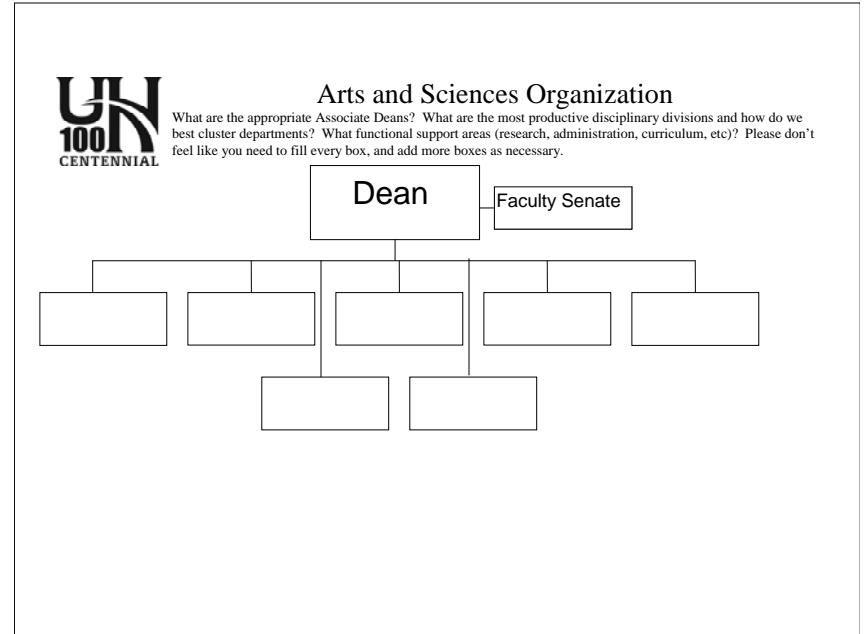 UH
100
CENTENNIAL
Arts and Sciences Organization
What are the appropriate Associate Deans? What are the most productive disciplinary divisions and how do we
best cluster departments? What functional support areas (research, administration, curriculum, etc)? Please don’t
feel like you need to fill every box, and add more boxes as necessary.
Dean
Faculty Senate